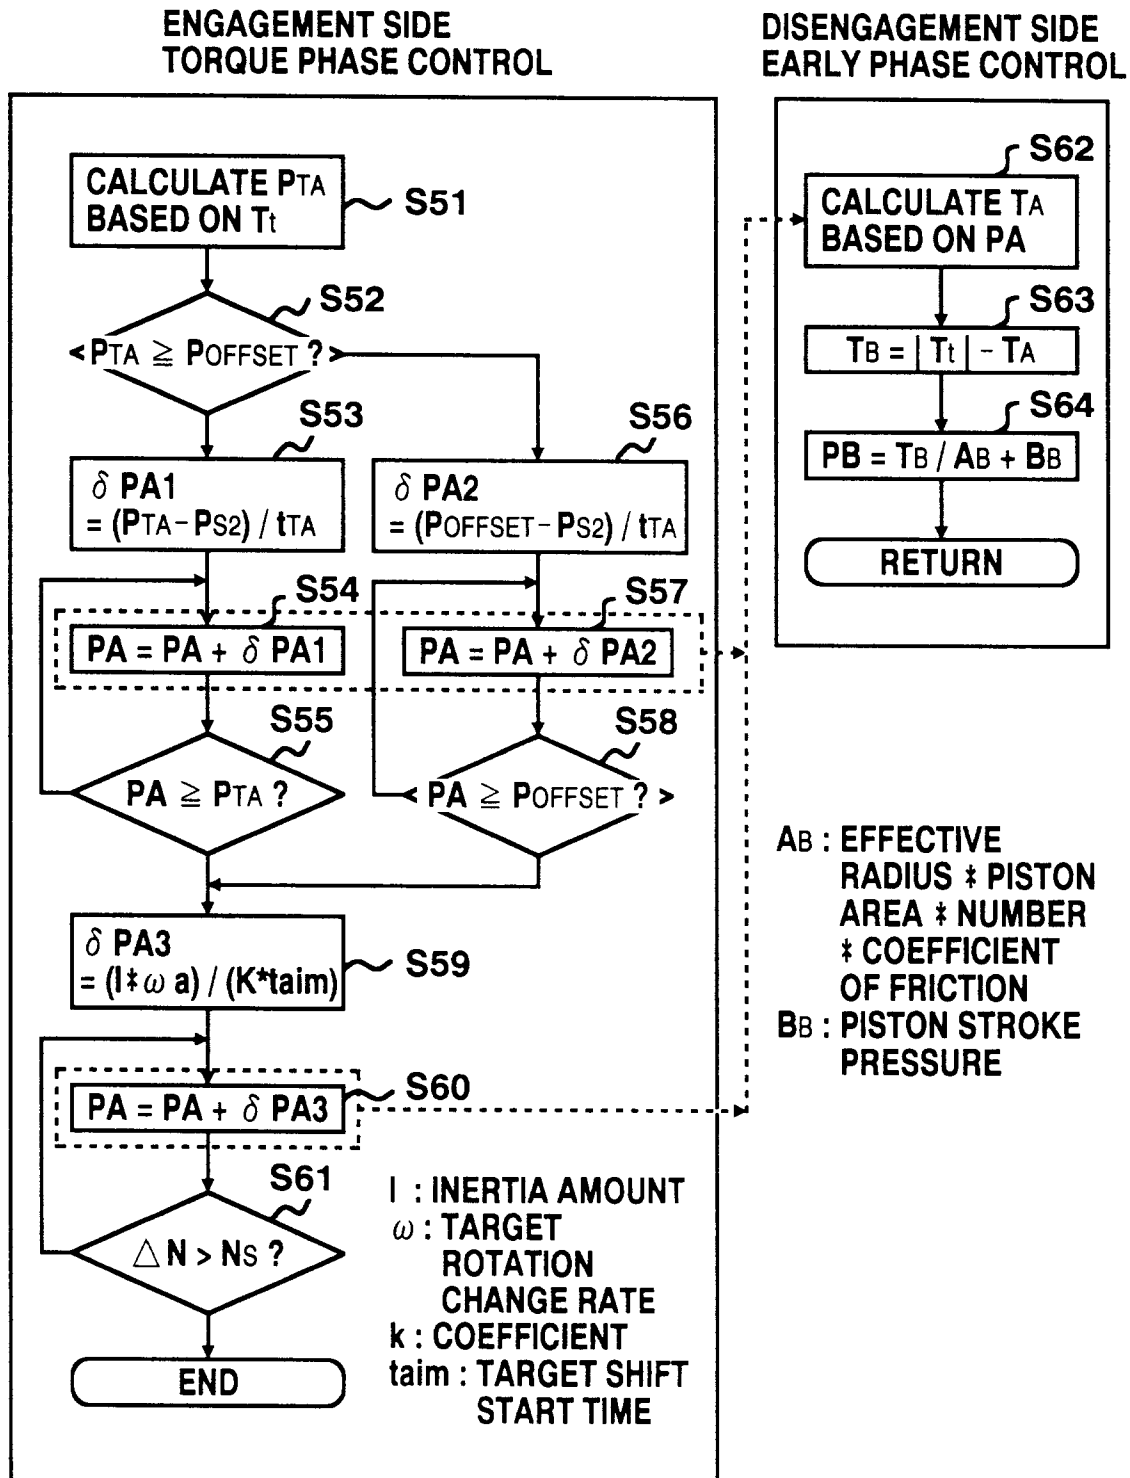 ENGAGEMENT SIDE
TORQUE PHASE CONTROL
CALCULATE PTA
BASED ON Tt
S51
S52
< PTA ≧ POFFSET ? >
S53
δ PA1
= (PTA - PS2) / tTA
S56
δ PA2
= (POFFSET - PS2) / tTA
S54
PA = PA + δ PA1
S57
PA = PA + δ PA2
S55
PA ≧ PTA ?
S58
< PA ≧ POFFSET ? >
δ PA3
= (I * ω a) / (K*taim)
S59
PA = PA + δ PA3
S60
S61
△ N > NS ?
END
I : INERTIA AMOUNT
ω : TARGET
ROTATION
CHANGE RATE
k : COEFFICIENT
taim : TARGET SHIFT
START TIME
DISENGAGEMENT SIDE
EARLY PHASE CONTROL
S62
CALCULATE TA
BASED ON PA
S63
TB = | Tt | - TA
S64
PB = TB / AB + BB
RETURN
AB : EFFECTIVE
RADIUS * PISTON
AREA * NUMBER
* COEFFICIENT
OF FRICTION
BB : PISTON STROKE
PRESSURE